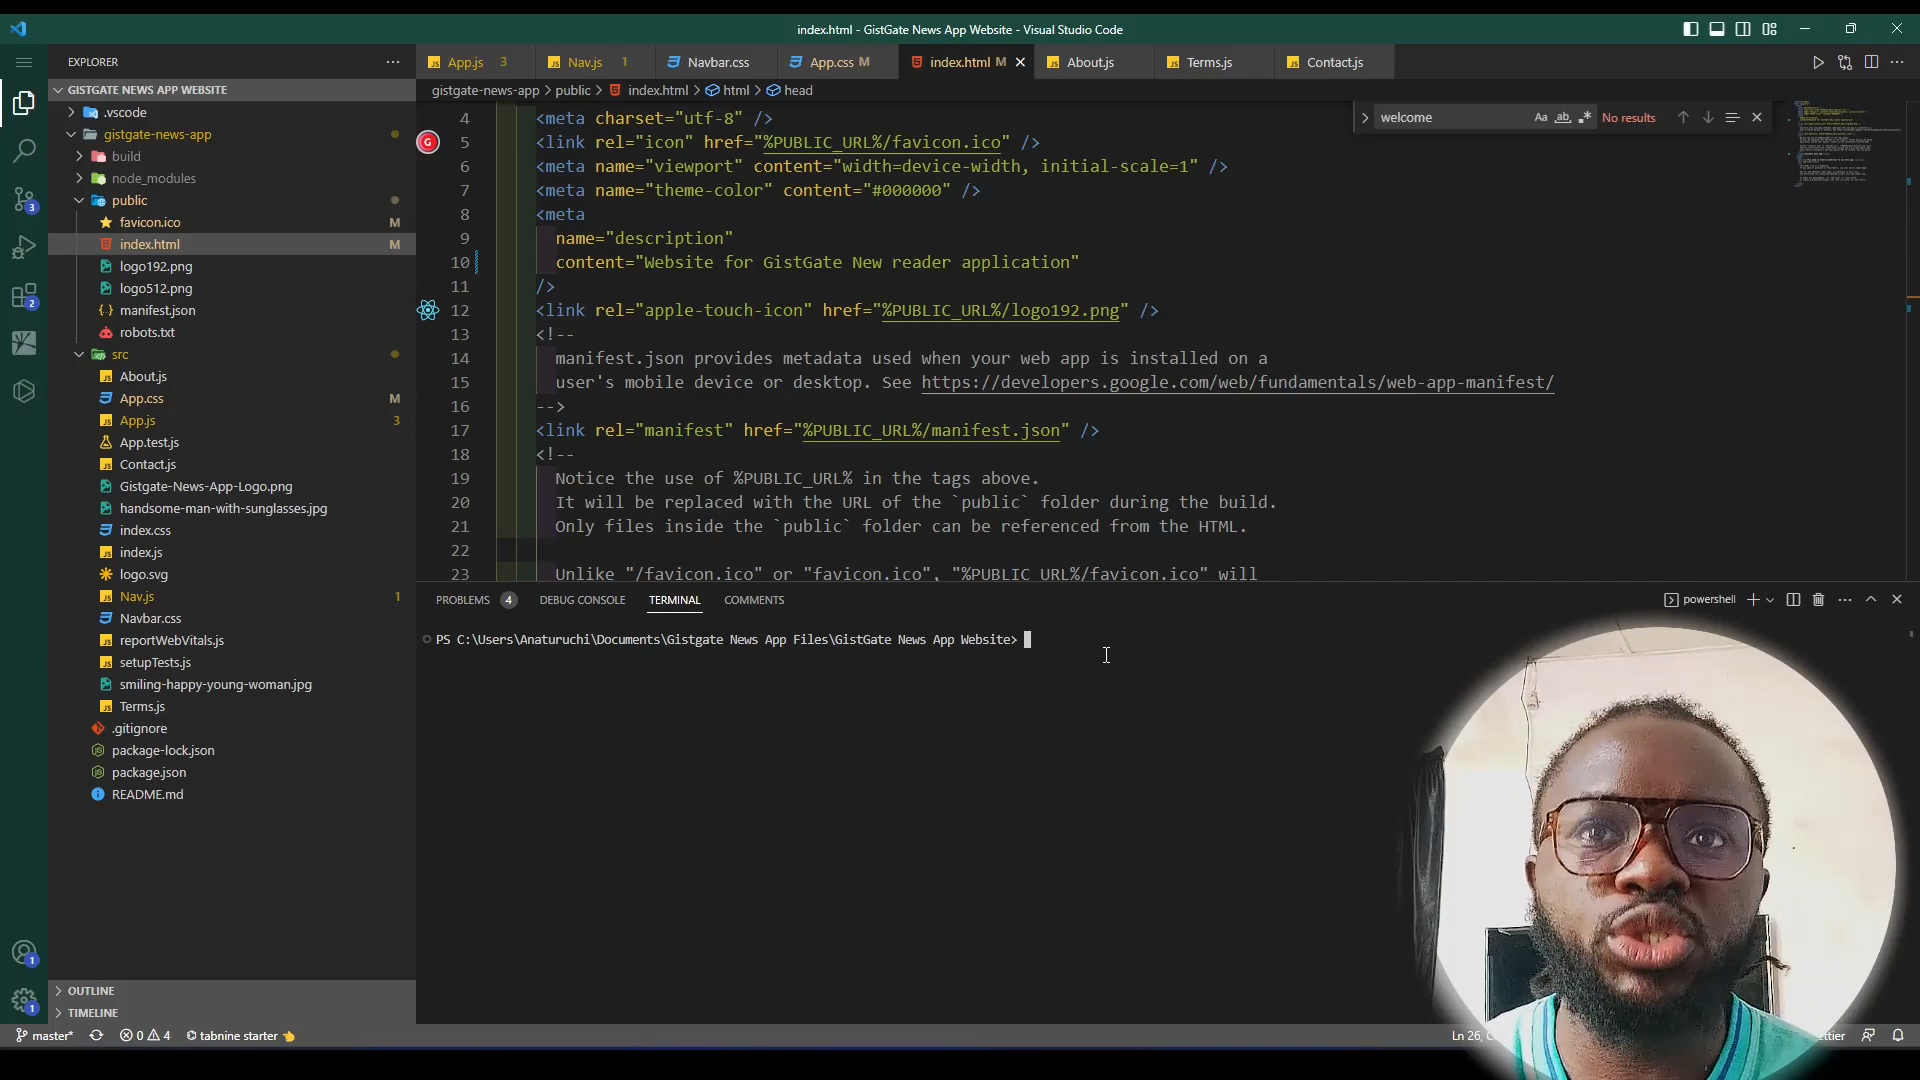 index.html - GistGate News App Website - Visual Studio Code
EXPLORER
GISTGATE NEWS APP WEBSITE
.vscode
gistgate-news-app
build
node_modules
public
favicon.ico M
index.html M
logo192.png
logo512.png
manifest.json
robots.txt
src
About.js
App.css M
App.js 3
App.test.js
Contact.js
Gistgate-News-App-Logo.png
handsome-man-with-sunglasses.jpg
index.css
index.js
logo.svg
Nav.js 1
Navbar.css
reportWebVitals.js
setupTests.js
smiling-happy-young-woman.jpg
Terms.js
.gitignore
package-lock.json
package.json
README.md
OUTLINE
TIMELINE
3
2
1
1
App.js 3 Nav.js 1 Navbar.css App.css M index.html M About.js Terms.js Contact.js
gistgate-news-app > public > index.html > html > head
welcome Aa ab No results
4 <meta charset="utf-8" />
5 <link rel="icon" href="%PUBLIC_URL%/favicon.ico" />
6 <meta name="viewport" content="width=device-width, initial-scale=1" />
7 <meta name="theme-color" content="#000000" />
8 <meta
9 name="description"
10 content="Website for GistGate New reader application"
11 />
12 <link rel="apple-touch-icon" href="%PUBLIC_URL%/logo192.png" />
13 <!--
14 manifest.json provides metadata used when your web app is installed on a
15 user's mobile device or desktop. See https://developers.google.com/web/fundamentals/web-app-manifest/
16 -->
17 <link rel="manifest" href="%PUBLIC_URL%/manifest.json" />
18 <!--
19 Notice the use of %PUBLIC_URL% in the tags above.
20 It will be replaced with the URL of the `public` folder during the build.
21 Only files inside the `public` folder can be referenced from the HTML.
22
23 Unlike "/favicon.ico" or "favicon.ico", "%PUBLIC_URL%/favicon.ico" will
PROBLEMS 4 DEBUG CONSOLE TERMINAL COMMENTS
powershell
PS C:\Users\Anaturuchi\Documents\Gistgate News App Files\GistGate News App Website>
master* 0 4 tabnine starter
Ln 26,